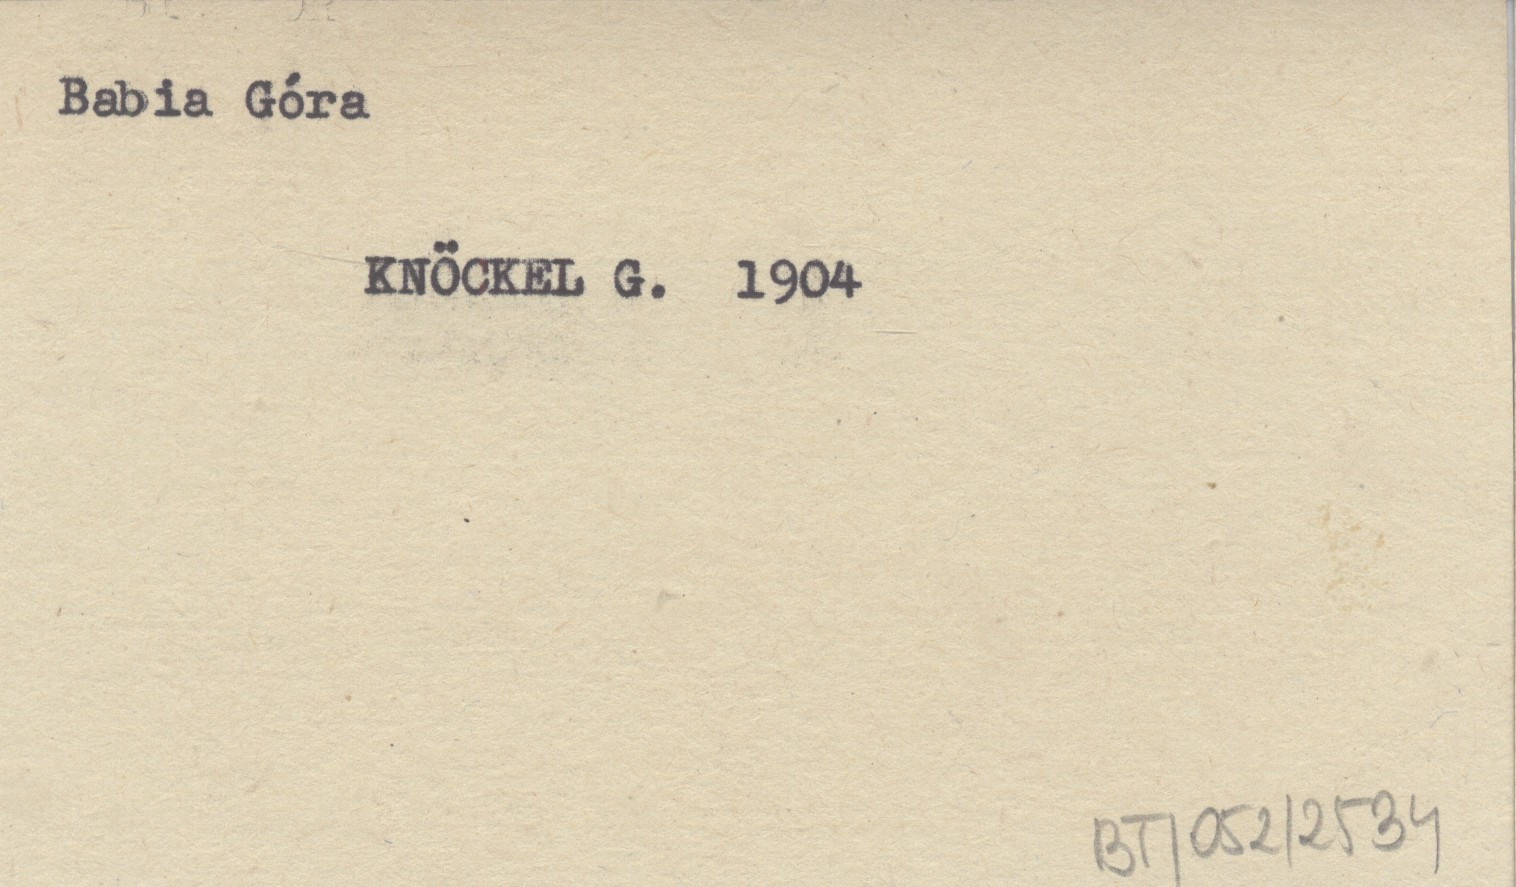 Babia Góra
KNÖCKEL G. 1904
BT/052/2534